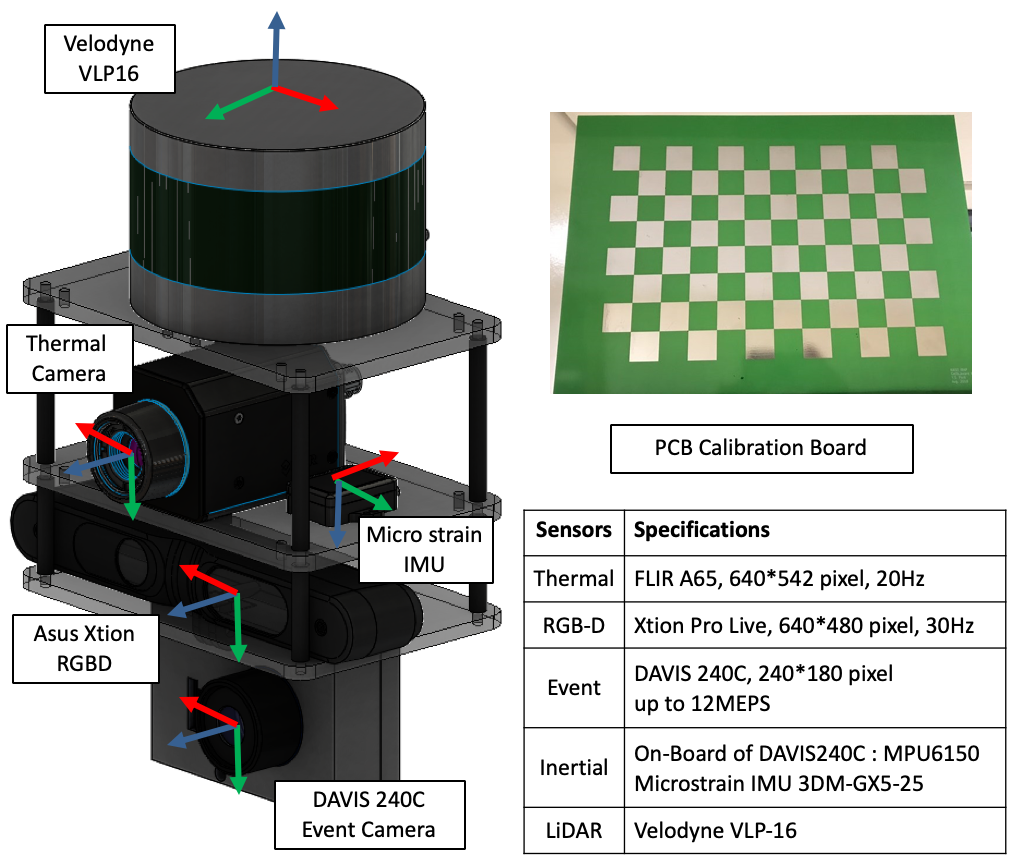 Velodyne
VLP16
Thermal
Camera
Micro strain
IMU
Asus Xtion
RGBD
DAVIS 240C
Event Camera
PCB Calibration Board
Sensors Specifications
Thermal FLIR A65, 640*542 pixel, 20Hz
RGB-D Xtion Pro Live, 640*480 pixel, 30Hz
Event DAVIS 240C, 240*180 pixel
up to 12MEPS
Inertial On-Board of DAVIS240C : MPU6150
Microstrain IMU 3DM-GX5-25
LiDAR Velodyne VLP-16